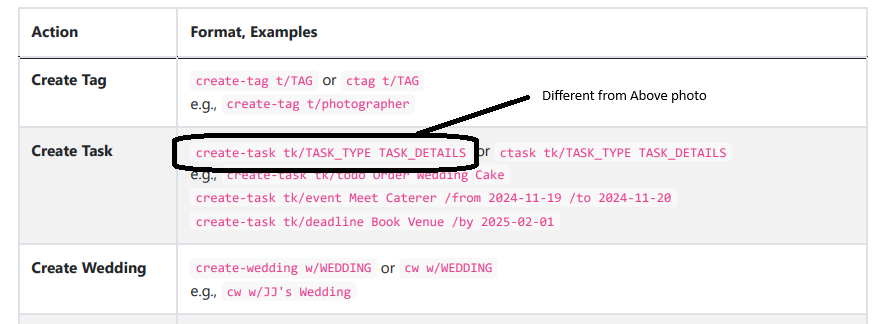 Action Format, Examples
Create Tag create-tag t/TAG or ctag t/TAG
e.g., create-tag t/photographer
Different from Above photo
Create Task create-task tk/TASK_TYPE TASK_DETAILS or ctask tk/TASK_TYPE TASK_DETAILS
e.g., create-task tk/todo Order Wedding Cake
create-task tk/event Meet Caterer /from 2024-11-19 /to 2024-11-20
create-task tk/deadline Book Venue /by 2025-02-01
Create Wedding create-wedding w/WEDDING or cw w/WEDDING
e.g., cw w/JJ's Wedding